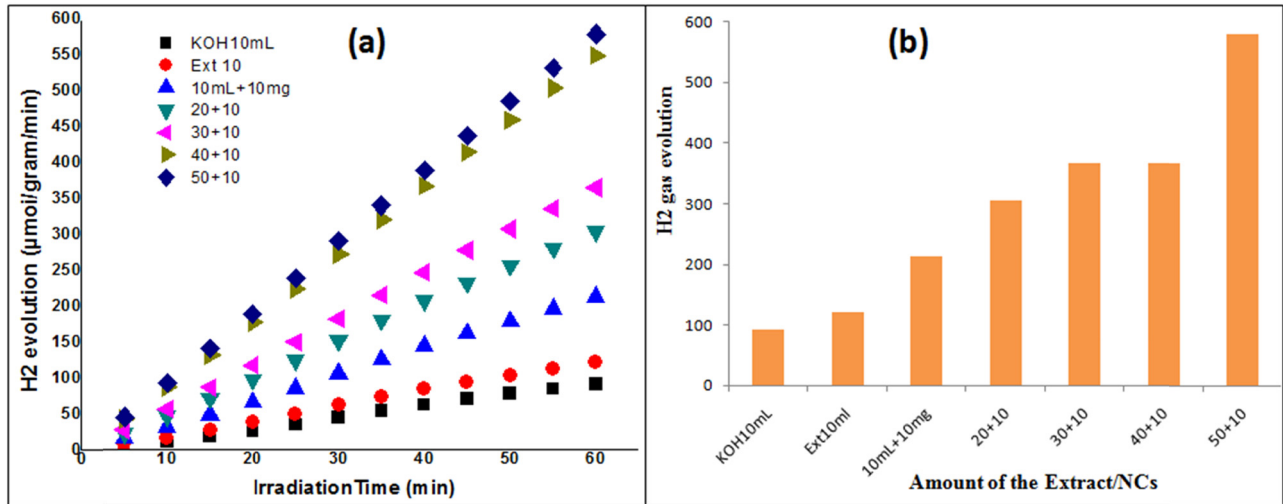 (a)
KOH10mL
Ext 10
10mL+10mg
20+10
30+10
40+10
50+10
H2 evolution (μmol/gram/min)
600
550
500
450
400
350
300
250
200
150
100
50
0
0 10 20 30 40 50 60
IrradiationTime (min)
(b)
H2 gas evolution
600
500
400
300
200
100
0
KOH10mL
Ext10ml
10mL+10mg
20+10
30+10
40+10
50+10
Amount of the Extract/NCs